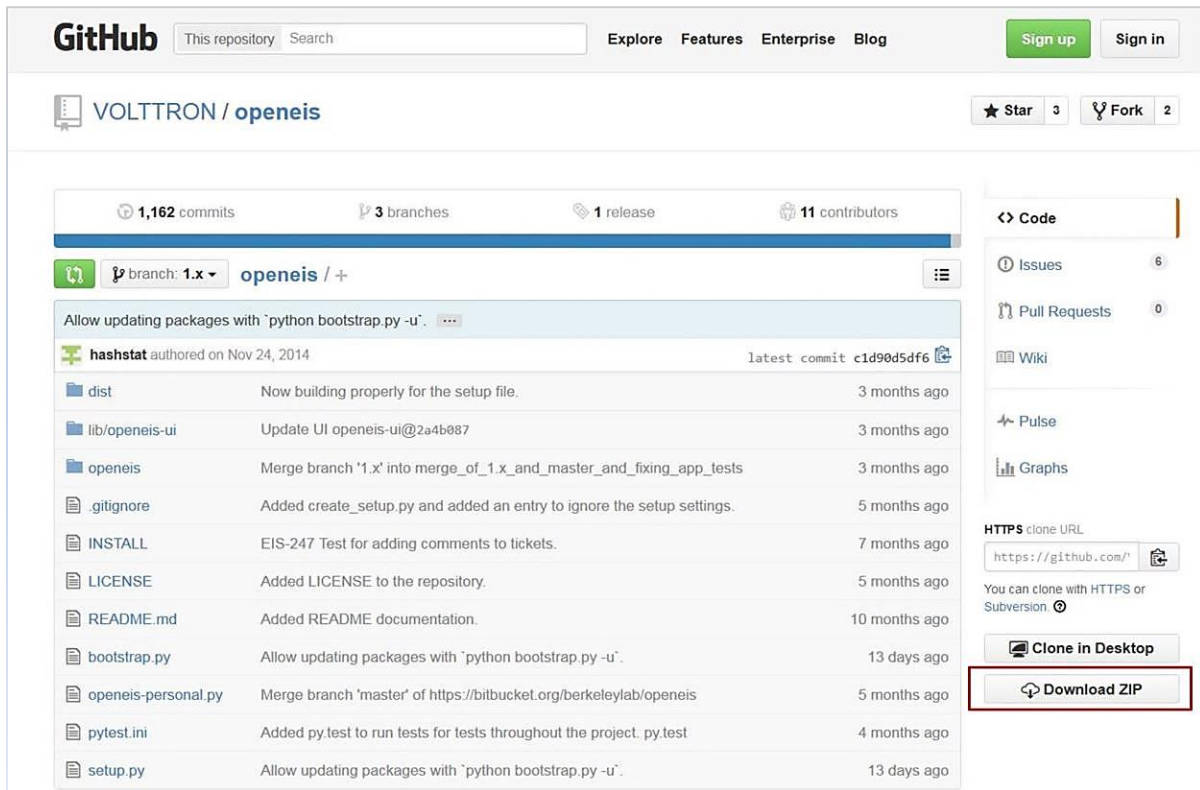 GitHub This repository Search Explore Features Enterprise Blog Sign up Sign in
VOLTTRON / openeis Star 3 Fork 2
1,162 commits 3 branches 1 release 11 contributors
<> Code
Issues 6
Pull Requests 0
Wiki
Pulse
Graphs
HTTPS clone URL
https://github.com/
You can clone with HTTPS or
Subversion.
Clone in Desktop
Download ZIP
branch: 1.x openeis / +
Allow updating packages with `python bootstrap.py -u`. ...
hashstat authored on Nov 24, 2014 latest commit c1d90d5df6
dist Now building properly for the setup file. 3 months ago
lib/openeis-ui Update UI openeis-ui@2a4b087 3 months ago
openeis Merge branch '1.x' into merge_of_1.x_and_master_and_fixing_app_tests 3 months ago
.gitignore Added create_setup.py and added an entry to ignore the setup settings. 5 months ago
INSTALL EIS-247 Test for adding comments to tickets. 7 months ago
LICENSE Added LICENSE to the repository. 5 months ago
README.md Added README documentation. 10 months ago
bootstrap.py Allow updating packages with `python bootstrap.py -u`. 13 days ago
openeis-personal.py Merge branch 'master' of https://bitbucket.org/berkeleylab/openeis 5 months ago
pytest.ini Added py.test to run tests for tests throughout the project. py.test 4 months ago
setup.py Allow updating packages with `python bootstrap.py -u`. 13 days ago